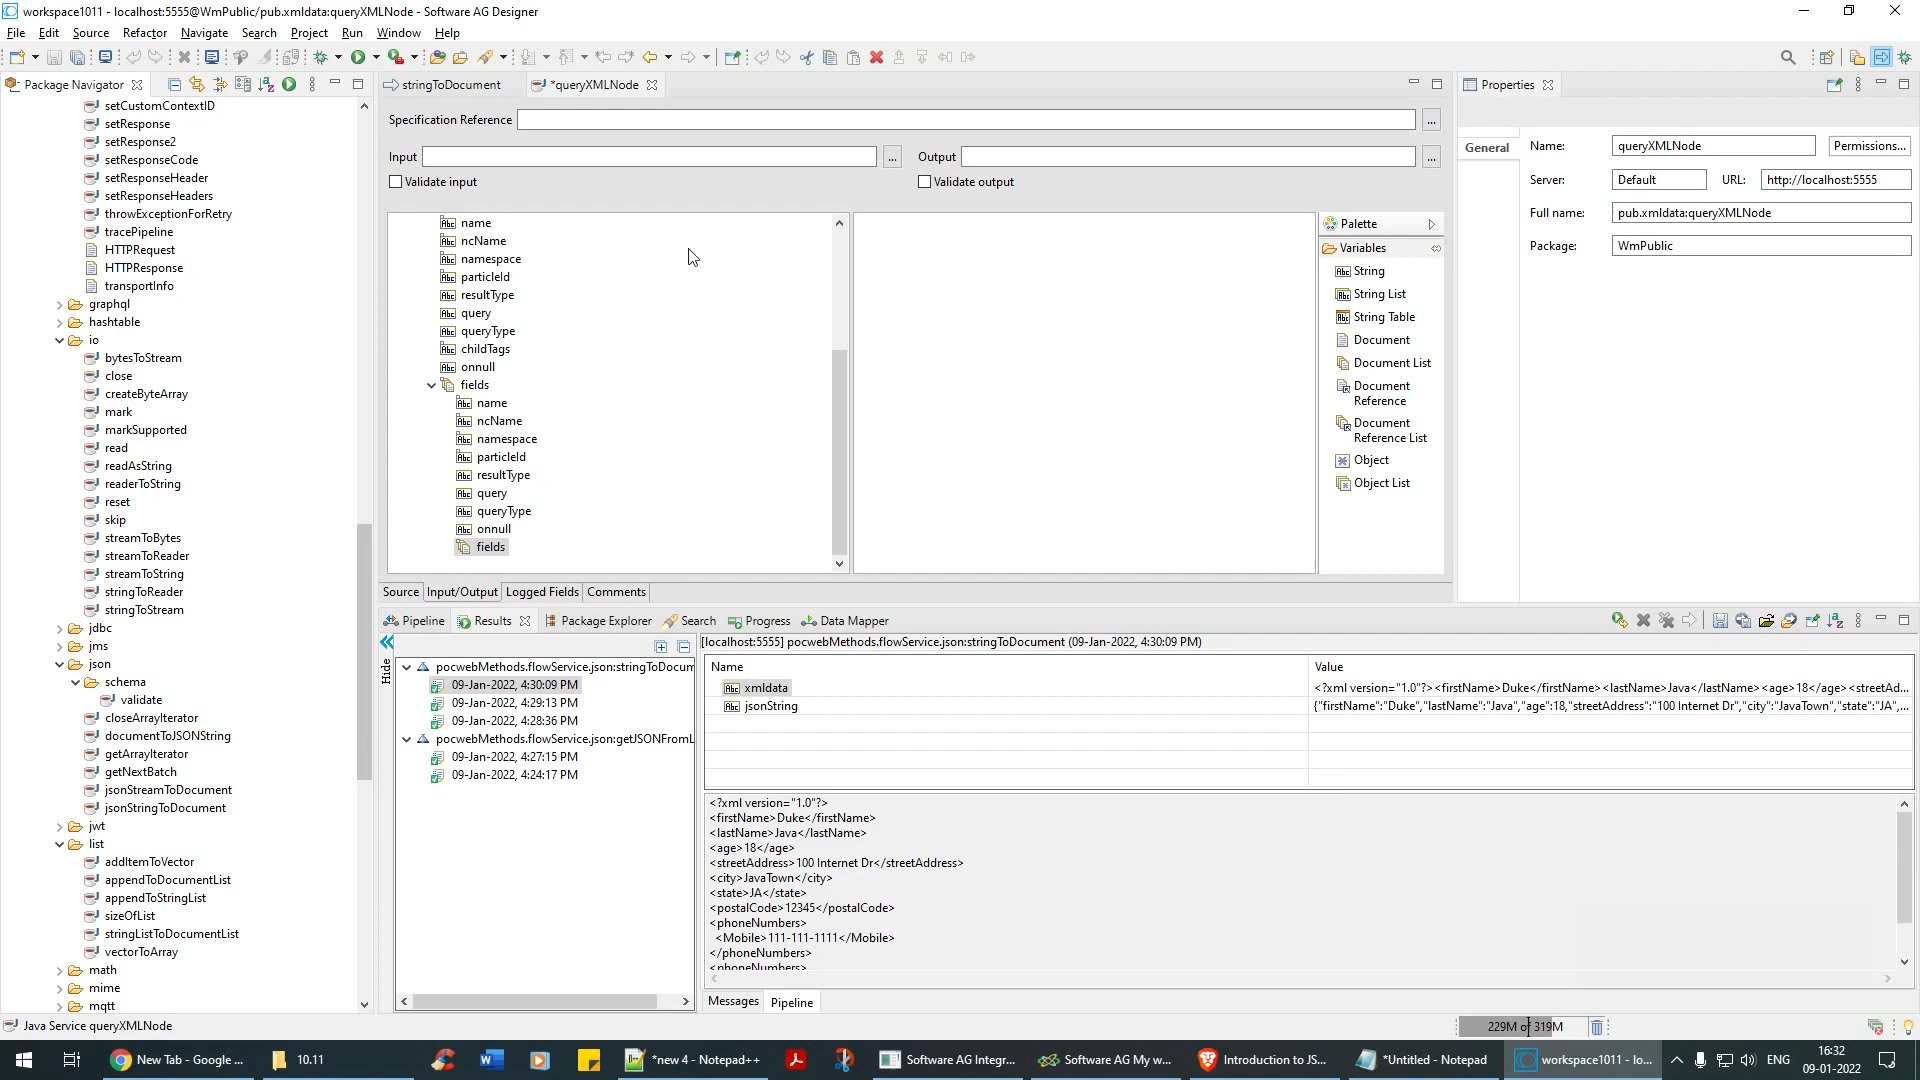 workspace1011 - localhost:5555@WmPublic/pub.xmldata:queryXMLNode - Software AG Designer
File Edit Source Refactor Navigate Search Project Run Window Help
Package Navigator
setCustomContextID
setResponse
setResponse2
setResponseCode
setResponseHeader
setResponseHeaders
throwExceptionForRetry
tracePipeline
HTTPRequest
HTTPResponse
transportInfo
graphql
hashtable
io
bytesToStream
close
createByteArray
mark
markSupported
read
readAsString
readerToString
reset
skip
streamToBytes
streamToReader
streamToString
stringToReader
stringToStream
jdbc
jms
json
schema
validate
closeArrayIterator
documentToJSONString
getArrayIterator
getNextBatch
jsonStreamToDocument
jsonStringToDocument
jwt
list
addItemToVector
appendToDocumentList
appendToStringList
sizeOfList
stringListToDocumentList
vectorToArray
math
mime
mqtt
stringToDocument *queryXMLNode
Specification Reference ...
Input ... Output ...
Validate input Validate output
name
ncName
namespace
particleId
resultType
query
queryType
childTags
onnull
fields
name
ncName
namespace
particleId
resultType
query
queryType
onnull
fields
Palette
Variables
String
String List
String Table
Document
Document List
Document
Reference
Document
Reference List
Object
Object List
Source Input/Output Logged Fields Comments
Properties
General
Name: queryXMLNode Permissions...
Server: Default URL: http://localhost:5555
Full name: pub.xmldata:queryXMLNode
Package: WmPublic
Pipeline Results Package Explorer Search Progress Data Mapper
Hide
pocwebMethods.flowService.json:stringToDocum
09-Jan-2022, 4:30:09 PM
09-Jan-2022, 4:29:13 PM
09-Jan-2022, 4:28:36 PM
pocwebMethods.flowService.json:getJSONFromL
09-Jan-2022, 4:27:15 PM
09-Jan-2022, 4:24:17 PM
[localhost:5555] pocwebMethods.flowService.json:stringToDocument (09-Jan-2022, 4:30:09 PM)
Name Value
xmldata <?xml version="1.0"?><firstName>Duke</firstName><lastName>Java</lastName><age>18</age><streetAd...
jsonString {"firstName":"Duke","lastName":"Java","age":18,"streetAddress":"100 Internet Dr","city":"JavaTown","state":"JA",...
<?xml version="1.0"?>
<firstName>Duke</firstName>
<lastName>Java</lastName>
<age>18</age>
<streetAddress>100 Internet Dr</streetAddress>
<city>JavaTown</city>
<state>JA</state>
<postalCode>12345</postalCode>
<phoneNumbers>
<Mobile>111-111-1111</Mobile>
</phoneNumbers>
<phoneNumbers>
Messages Pipeline
Java Service queryXMLNode
229M of 319M
New Tab - Google ... 10.11 *new 4 - Notepad++ Software AG Integr... Software AG My w... Introduction to JS... *Untitled - Notepad workspace1011 - lo... ENG 16:32
09-01-2022